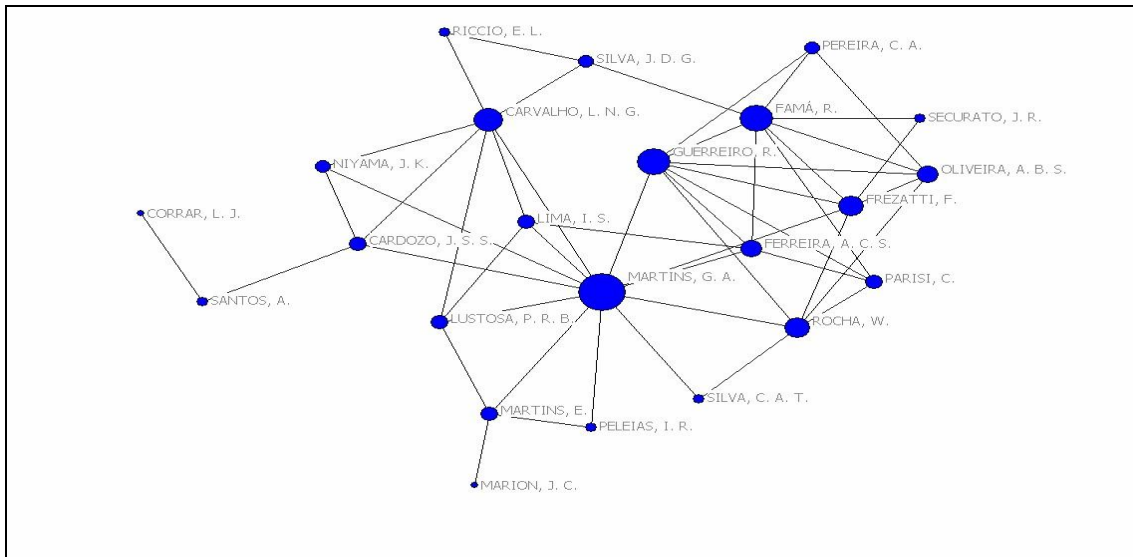 RICCIO, E. L.
PEREIRA, C. A.
SILVA, J. D. G.
CARVALHO, L. N. G.
FAMÁ, R.
SECURATO, J. R.
GUERREIRO, R.
NIYAMA, J. K.
OLIVEIRA, A. B. S.
FREZATTI, F.
CORRAR, L. J.
LIMA, I. S.
CARDOZO, J. S. S.
FERREIRA, A. C. S.
MARTINS, G. A.
PARISI, C.
SANTOS, A.
LUSTOSA, P. R. B.
ROCHA, W.
SILVA, C. A. T.
MARTINS, E.
PELEIAS, I. R.
MARION, J. C.